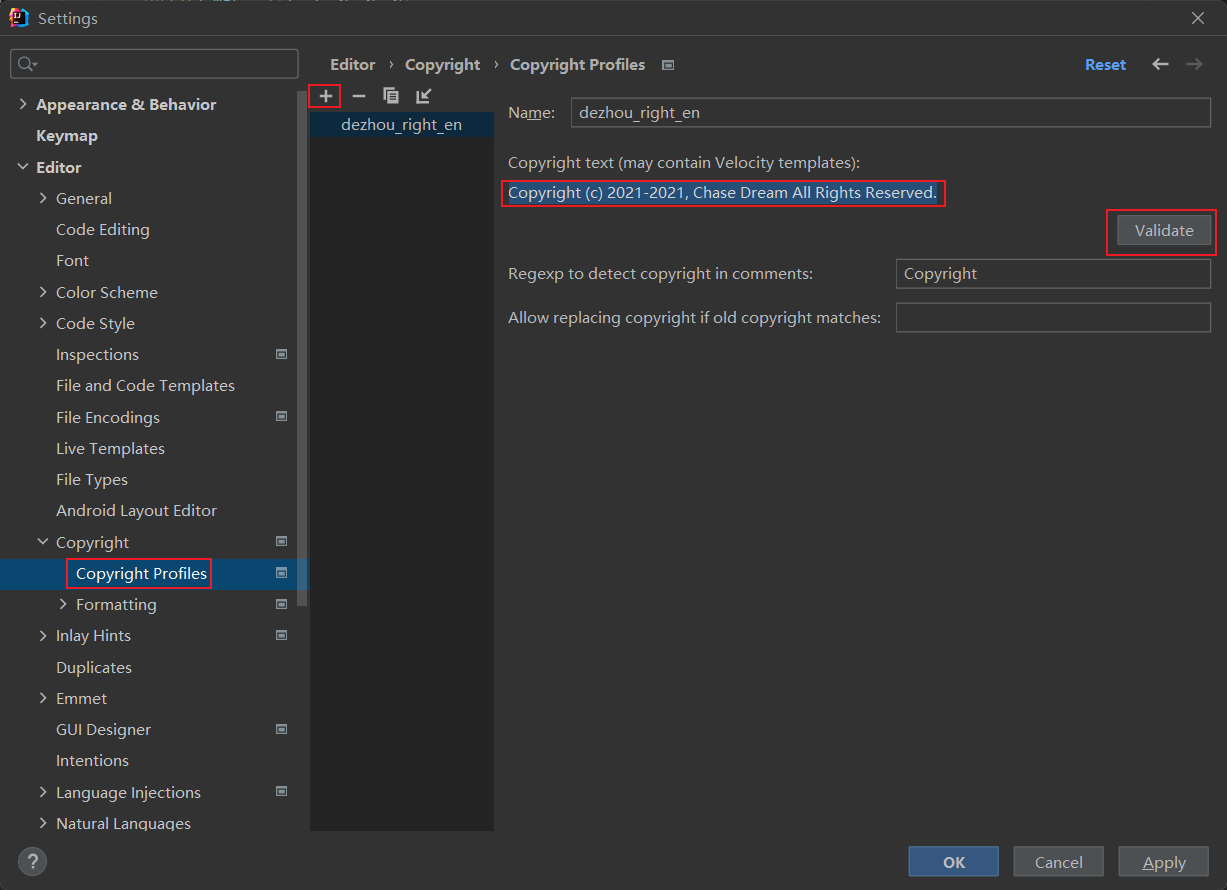 Settings
Editor › Copyright › Copyright Profiles
Reset
Appearance & Behavior
Keymap
Editor
General
Code Editing
Font
Color Scheme
Code Style
Inspections
File and Code Templates
File Encodings
Live Templates
File Types
Android Layout Editor
Copyright
Copyright Profiles
Formatting
Inlay Hints
Duplicates
Emmet
GUI Designer
Intentions
Language Injections
Natural Languages
dezhou_right_en
Name: dezhou_right_en
Copyright text (may contain Velocity templates):
Copyright (c) 2021-2021, Chase Dream All Rights Reserved.
Validate
Regexp to detect copyright in comments: Copyright
Allow replacing copyright if old copyright matches:
?
OK Cancel Apply